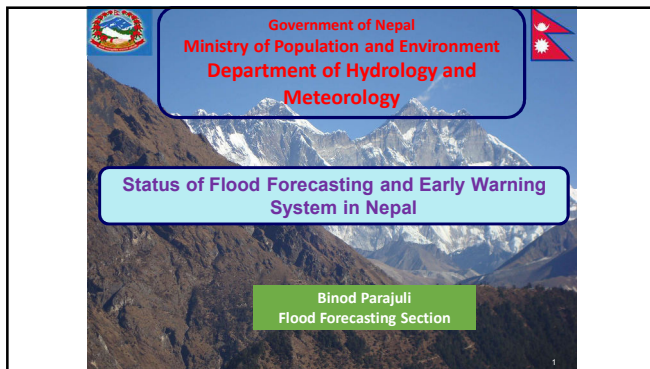 Government of Nepal
Ministry of Population and Environment
Department of Hydrology and
Meteorology
Status of Flood Forecasting and Early Warning
System in Nepal
Binod Parajuli
Flood Forecasting Section
1